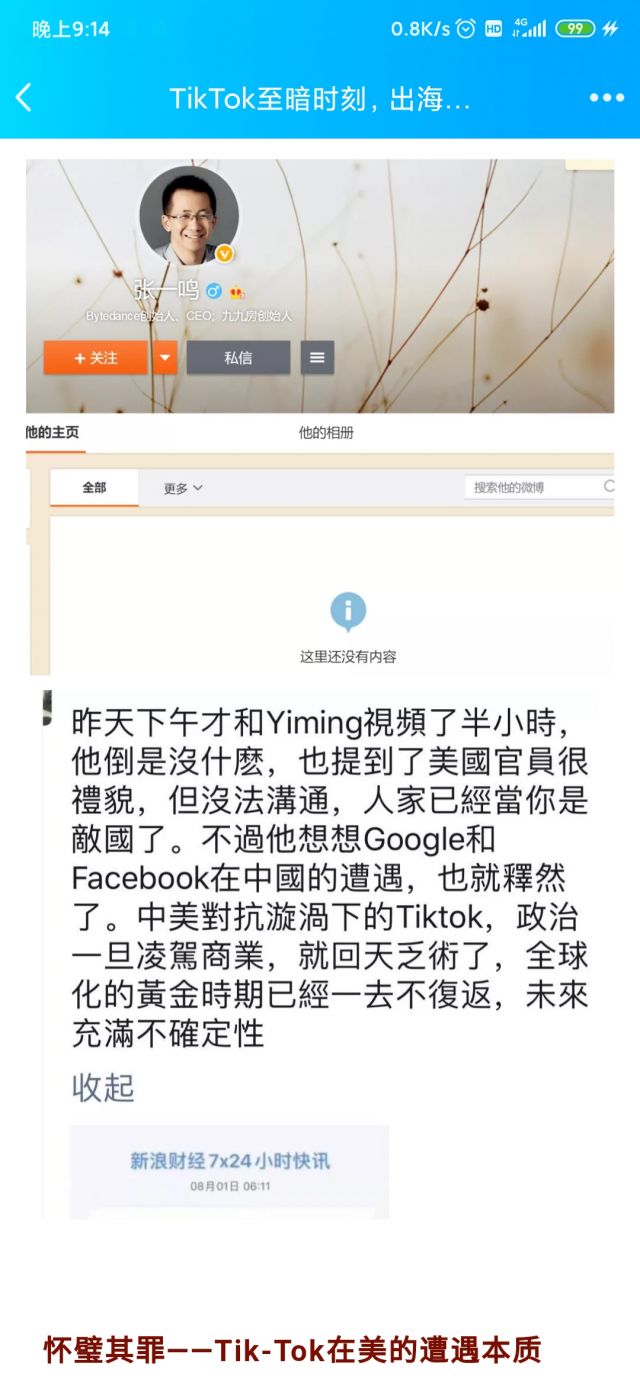 晚上9:14
0.8K/s HD 4G 99
TikTok至暗时刻，出海...
张一鸣
Bytedance创始人、CEO；九九房创始人
+ 关注
私信
他的主页
他的相册
全部
更多
搜索他的微博
这里还没有内容
昨天下午才和Yiming視頻了半小時，
他倒是沒什麽，也提到了美國官員很
禮貌，但沒法溝通，人家已經當你是
敵國了。不過他想想Google和
Facebook在中國的遭遇，也就釋然
了。中美對抗漩渦下的Tiktok，政治
一旦凌駕商業，就回天乏術了，全球
化的黃金時期已經一去不復返，未來
充滿不確定性
收起
新浪财经7x24小时快讯
08月01日 06:11
怀璧其罪——Tik-Tok在美的遭遇本质